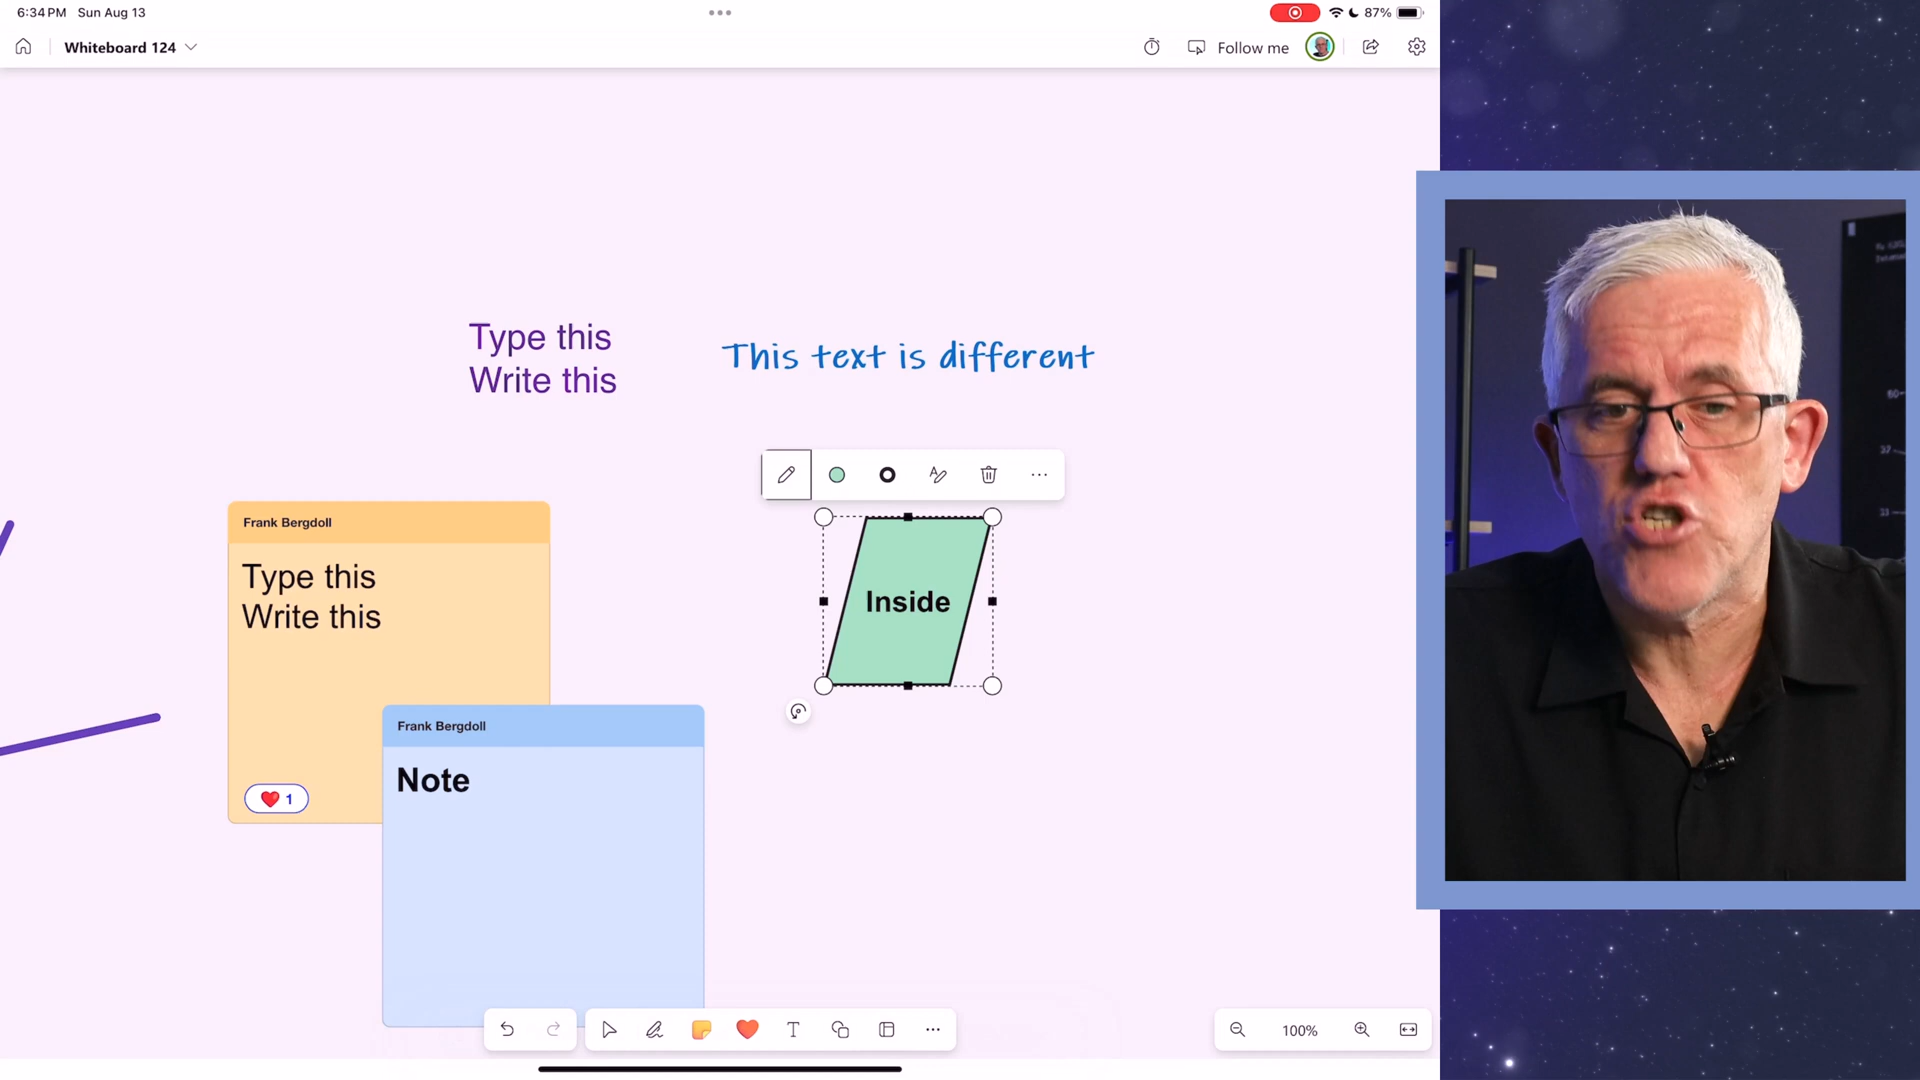 6:34 PM Sun Aug 13
87%
Whiteboard 124
Follow me
Type this
Write this
This text is different
Frank Bergdoll
Type this
Write this
1
Inside
Frank Bergdoll
Note
100%